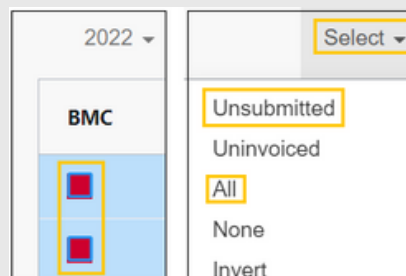 2022
BMC
Select
Unsubmitted
Uninvoiced
All
None
Invert